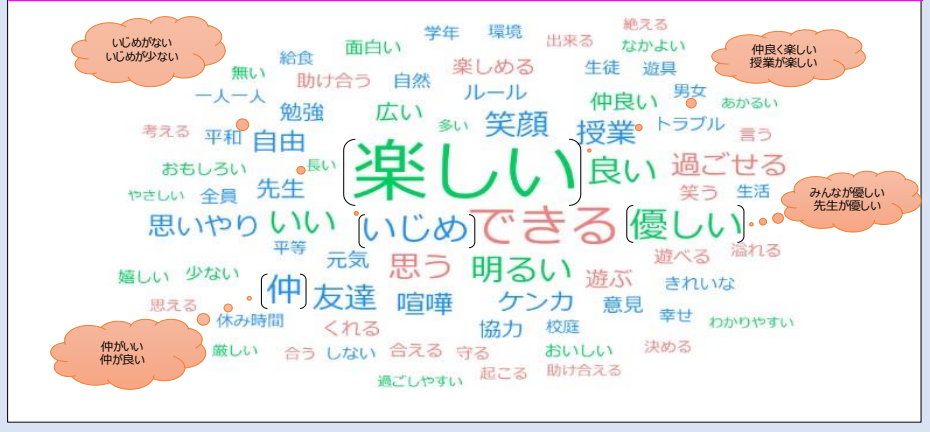 いじめがない
いじめが少ない
学年 環境 絶える
面白い 出来る なかよい
仲良く楽しい
授業が楽しい
給食 楽しめる 生徒 遊具
無い 助け合う 自然
一人一人 ルール 男女
勉強 広い 仲良い あかるい
考える 平和 自由 多い 笑顔 授業 トラブル 言う
おもしろい 長い 楽しい 良い 過ごせる
やさしい 全員 先生 笑う 生活
みんなが優しい
先生が優しい
思いやり いい いじめ できる 優しい
平等 元気 思う 明るい 遊べる 溢れる
嬉しい 少ない 遊ぶ きれいな
思える 仲 友達 喧嘩 ケンカ 意見 幸せ わかりやすい
休み時間 くれる 協力 校庭
仲がいい
仲が良い
厳しい 合う しない 合える 守る おいしい 決める
過ごしやすい 起こる 助け合える